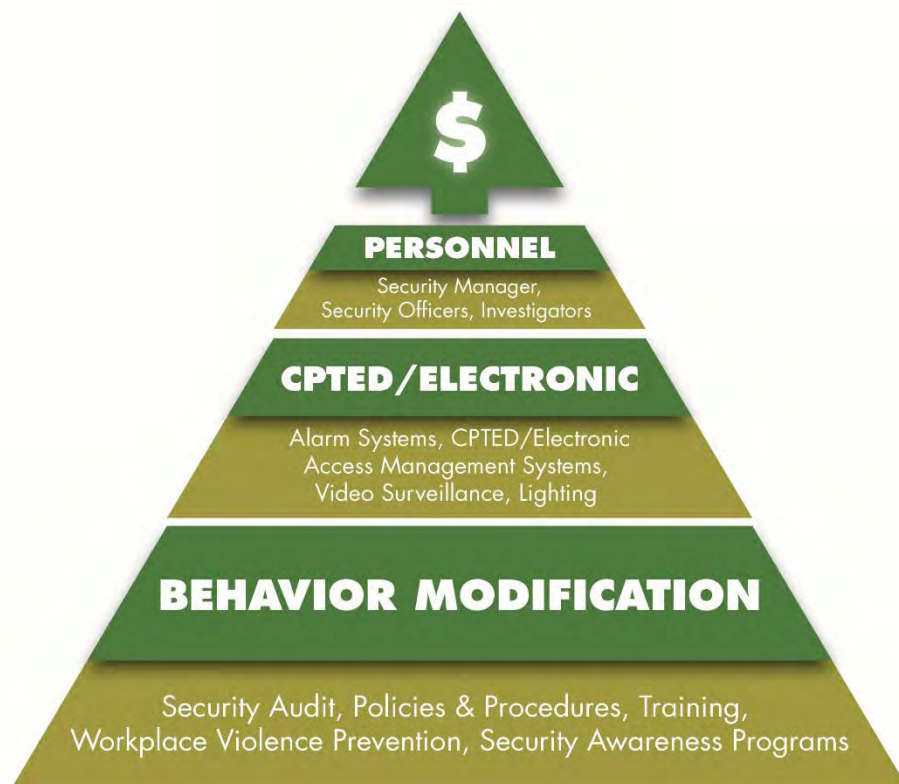 $
PERSONNEL
Security Manager,
Security Officers, Investigators
CPTED/ELECTRONIC
Alarm Systems, CPTED/Electronic
Access Management Systems,
Video Surveillance, Lighting
BEHAVIOR MODIFICATION
Security Audit, Policies & Procedures, Training,
Workplace Violence Prevention, Security Awareness Programs